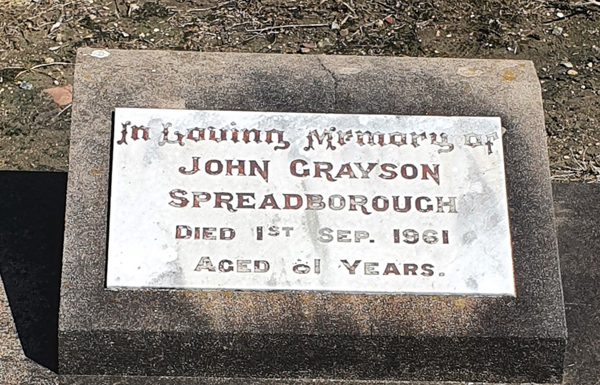 In Loving Memory of
JOHN GRAYSON
SPREADBOROUGH
DIED 1ST SEP. 1961
AGED YEARS.